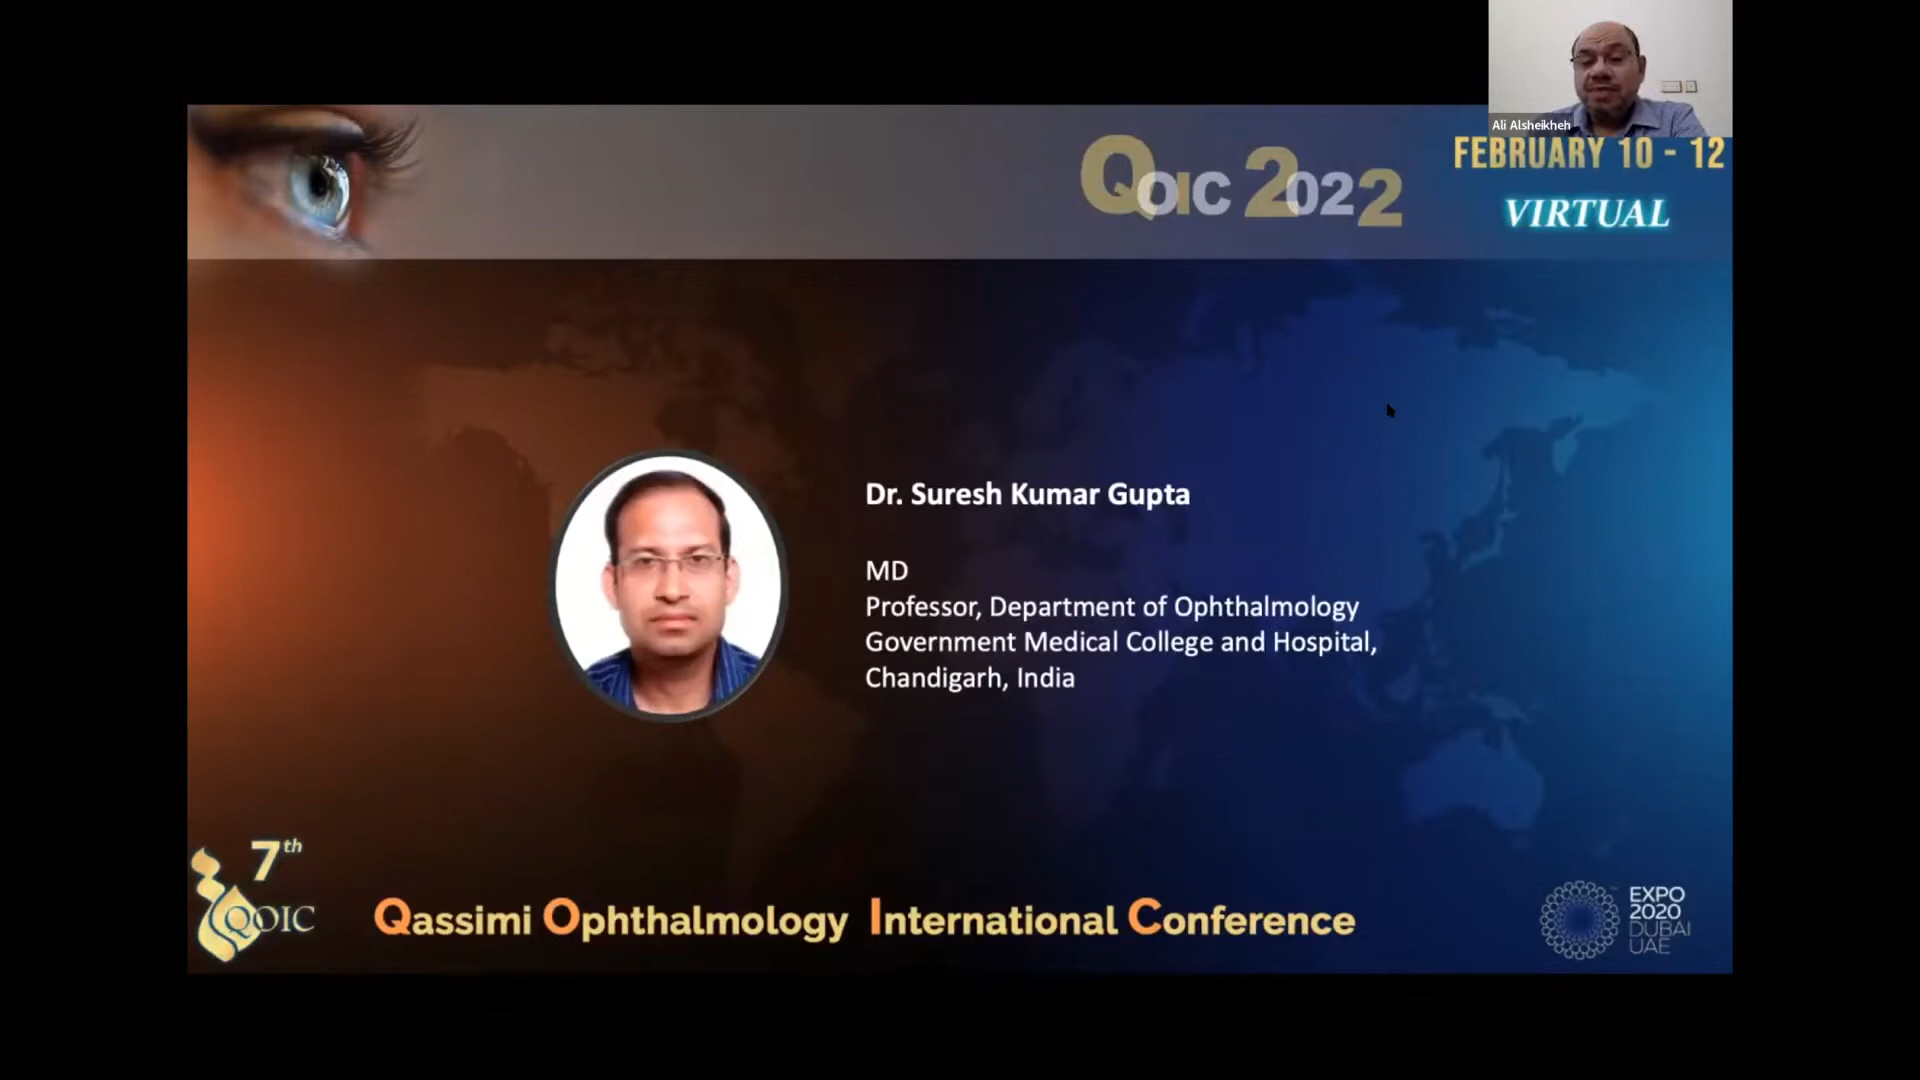 Ali Alsheikheh
QOIC 2022
FEBRUARY 10 - 12
VIRTUAL
Dr. Suresh Kumar Gupta
MD
Professor, Department of Ophthalmology
Government Medical College and Hospital,
Chandigarh, India
7th
QOIC
Qassimi Ophthalmology International Conference
EXPO
2020
DUBAI
UAE